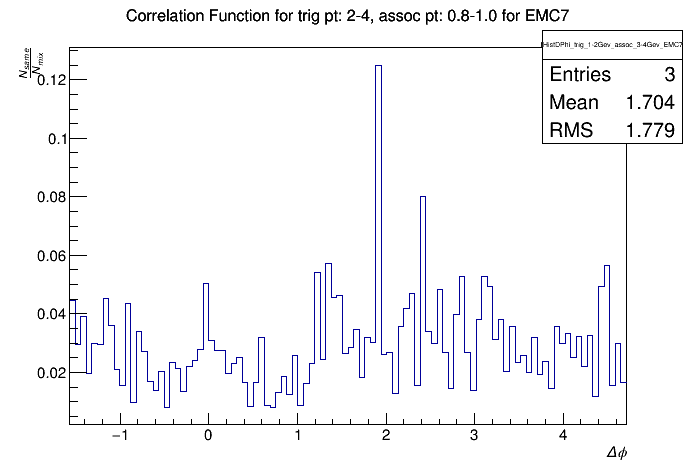 Correlation Function for trig pt: 2-4, assoc pt: 0.8-1.0 for EMC7
HistDPhi_trig_1-2Gev_assoc_3-4Gev_EMC7
Entries 3
Mean 1.704
RMS 1.779
N_same
N_mix
0.12
0.1
0.08
0.06
0.04
0.02
−1 0 1 2 3 4
Δϕ